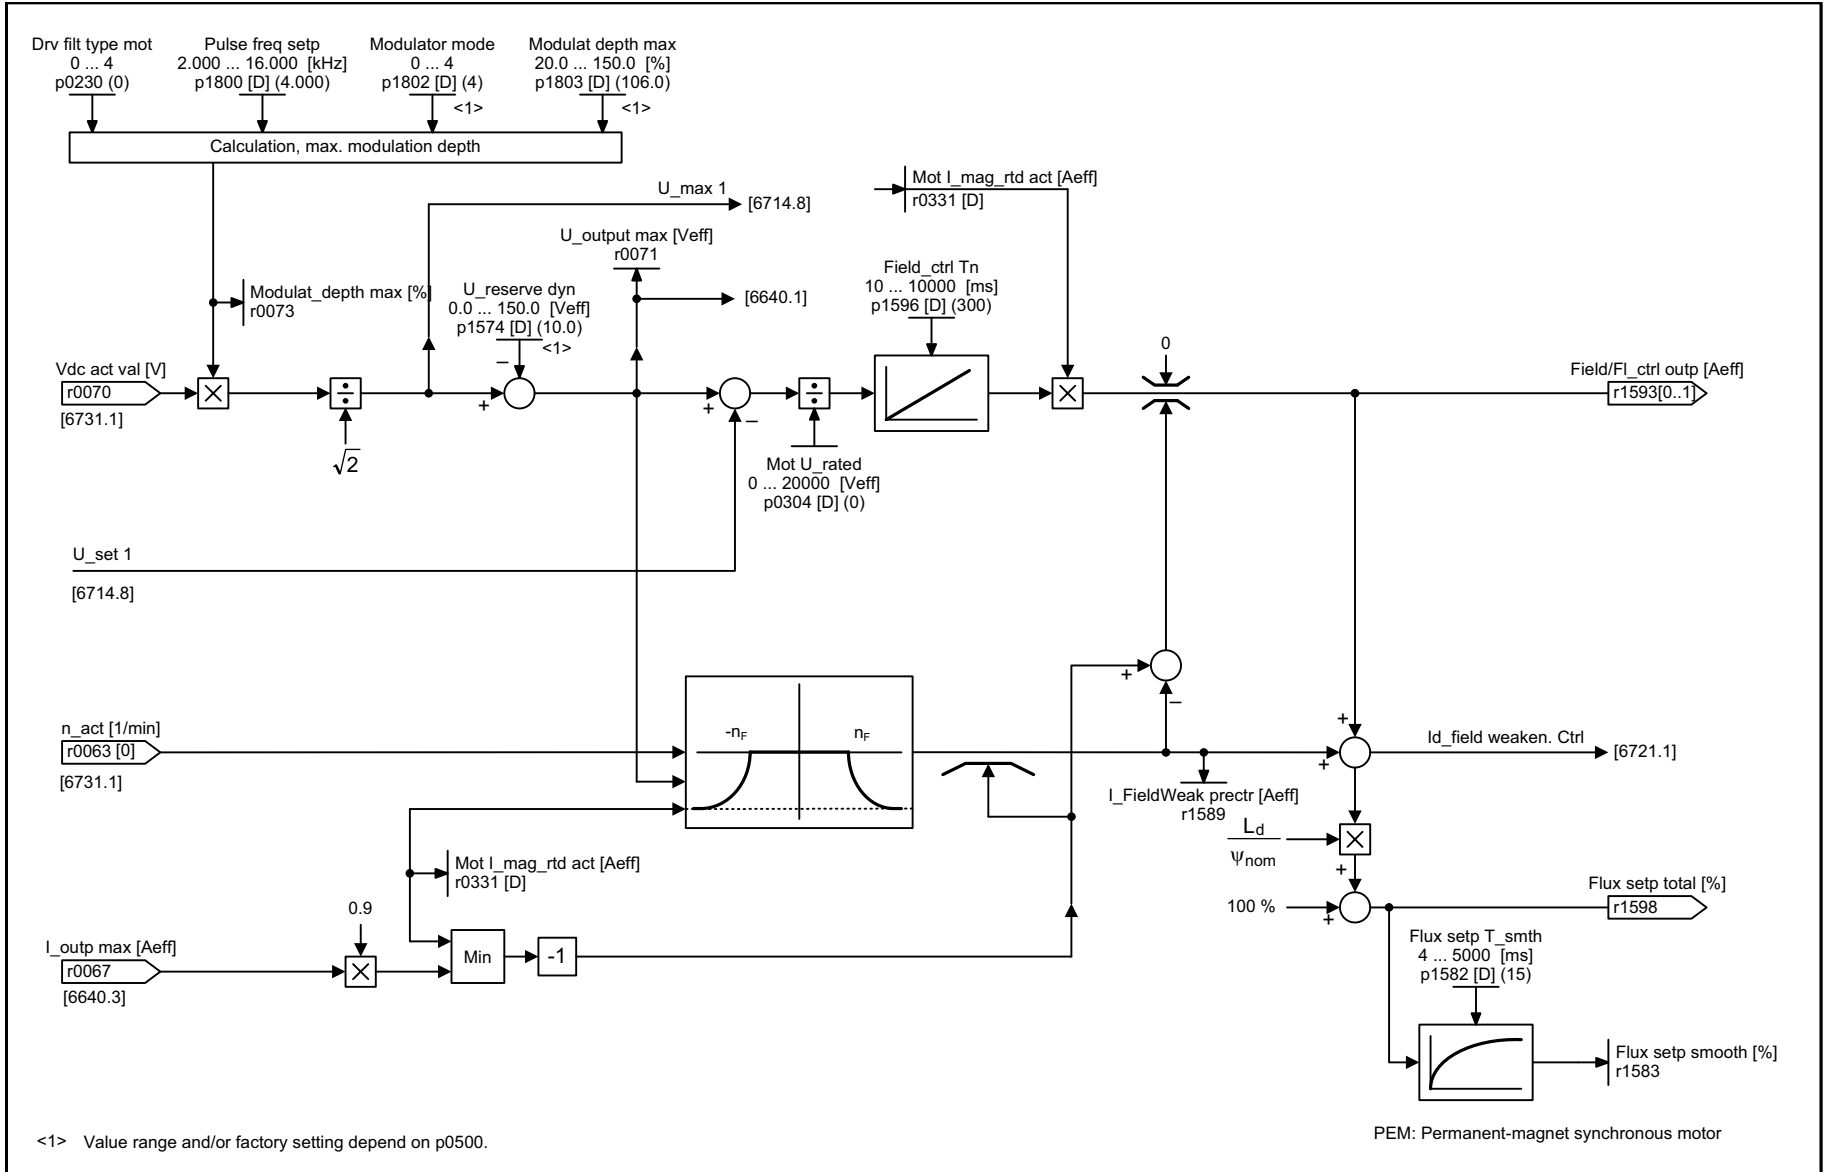 Drv filt type mot
0 ... 4
p0230 (0)
Pulse freq setp
2.000 ... 16.000 [kHz]
p1800 [D] (4.000)
Modulator mode
0 ... 4
p1802 [D] (4)
<1>
Modulat depth max
20.0 ... 150.0 [%]
p1803 [D] (106.0)
<1>
Calculation, max. modulation depth
U_max 1
[6714.8]
Mot I_mag_rtd act [Aeff]
r0331 [D]
U_output max [Veff]
r0071
[6640.1]
Modulat_depth max [%]
r0073
U_reserve dyn
0.0 ... 150.0 [Veff]
p1574 [D] (10.0)
<1>
Field_ctrl Tn
10 ... 10000 [ms]
p1596 [D] (300)
0
Vdc act val [V]
r0070
[6731.1]
×
÷
√2
–
+
+
–
÷
Mot U_rated
0 ... 20000 [Veff]
p0304 [D] (0)
×
Field/Fl_ctrl outp [Aeff]
r1593[0..1]
U_set 1
[6714.8]
+
–
n_act [1/min]
r0063 [0]
[6731.1]
-nF
nF
+
+
Id_field weaken. Ctrl
[6721.1]
I_FieldWeak prectr [Aeff]
r1589
Ld
ψnom
×
+
Mot I_mag_rtd act [Aeff]
r0331 [D]
100 %
+
Flux setp total [%]
r1598
0.9
I_outp max [Aeff]
r0067
[6640.3]
×
Min
-1
Flux setp T_smth
4 ... 5000 [ms]
p1582 [D] (15)
Flux setp smooth [%]
r1583
<1> Value range and/or factory setting depend on p0500.
PEM: Permanent-magnet synchronous motor